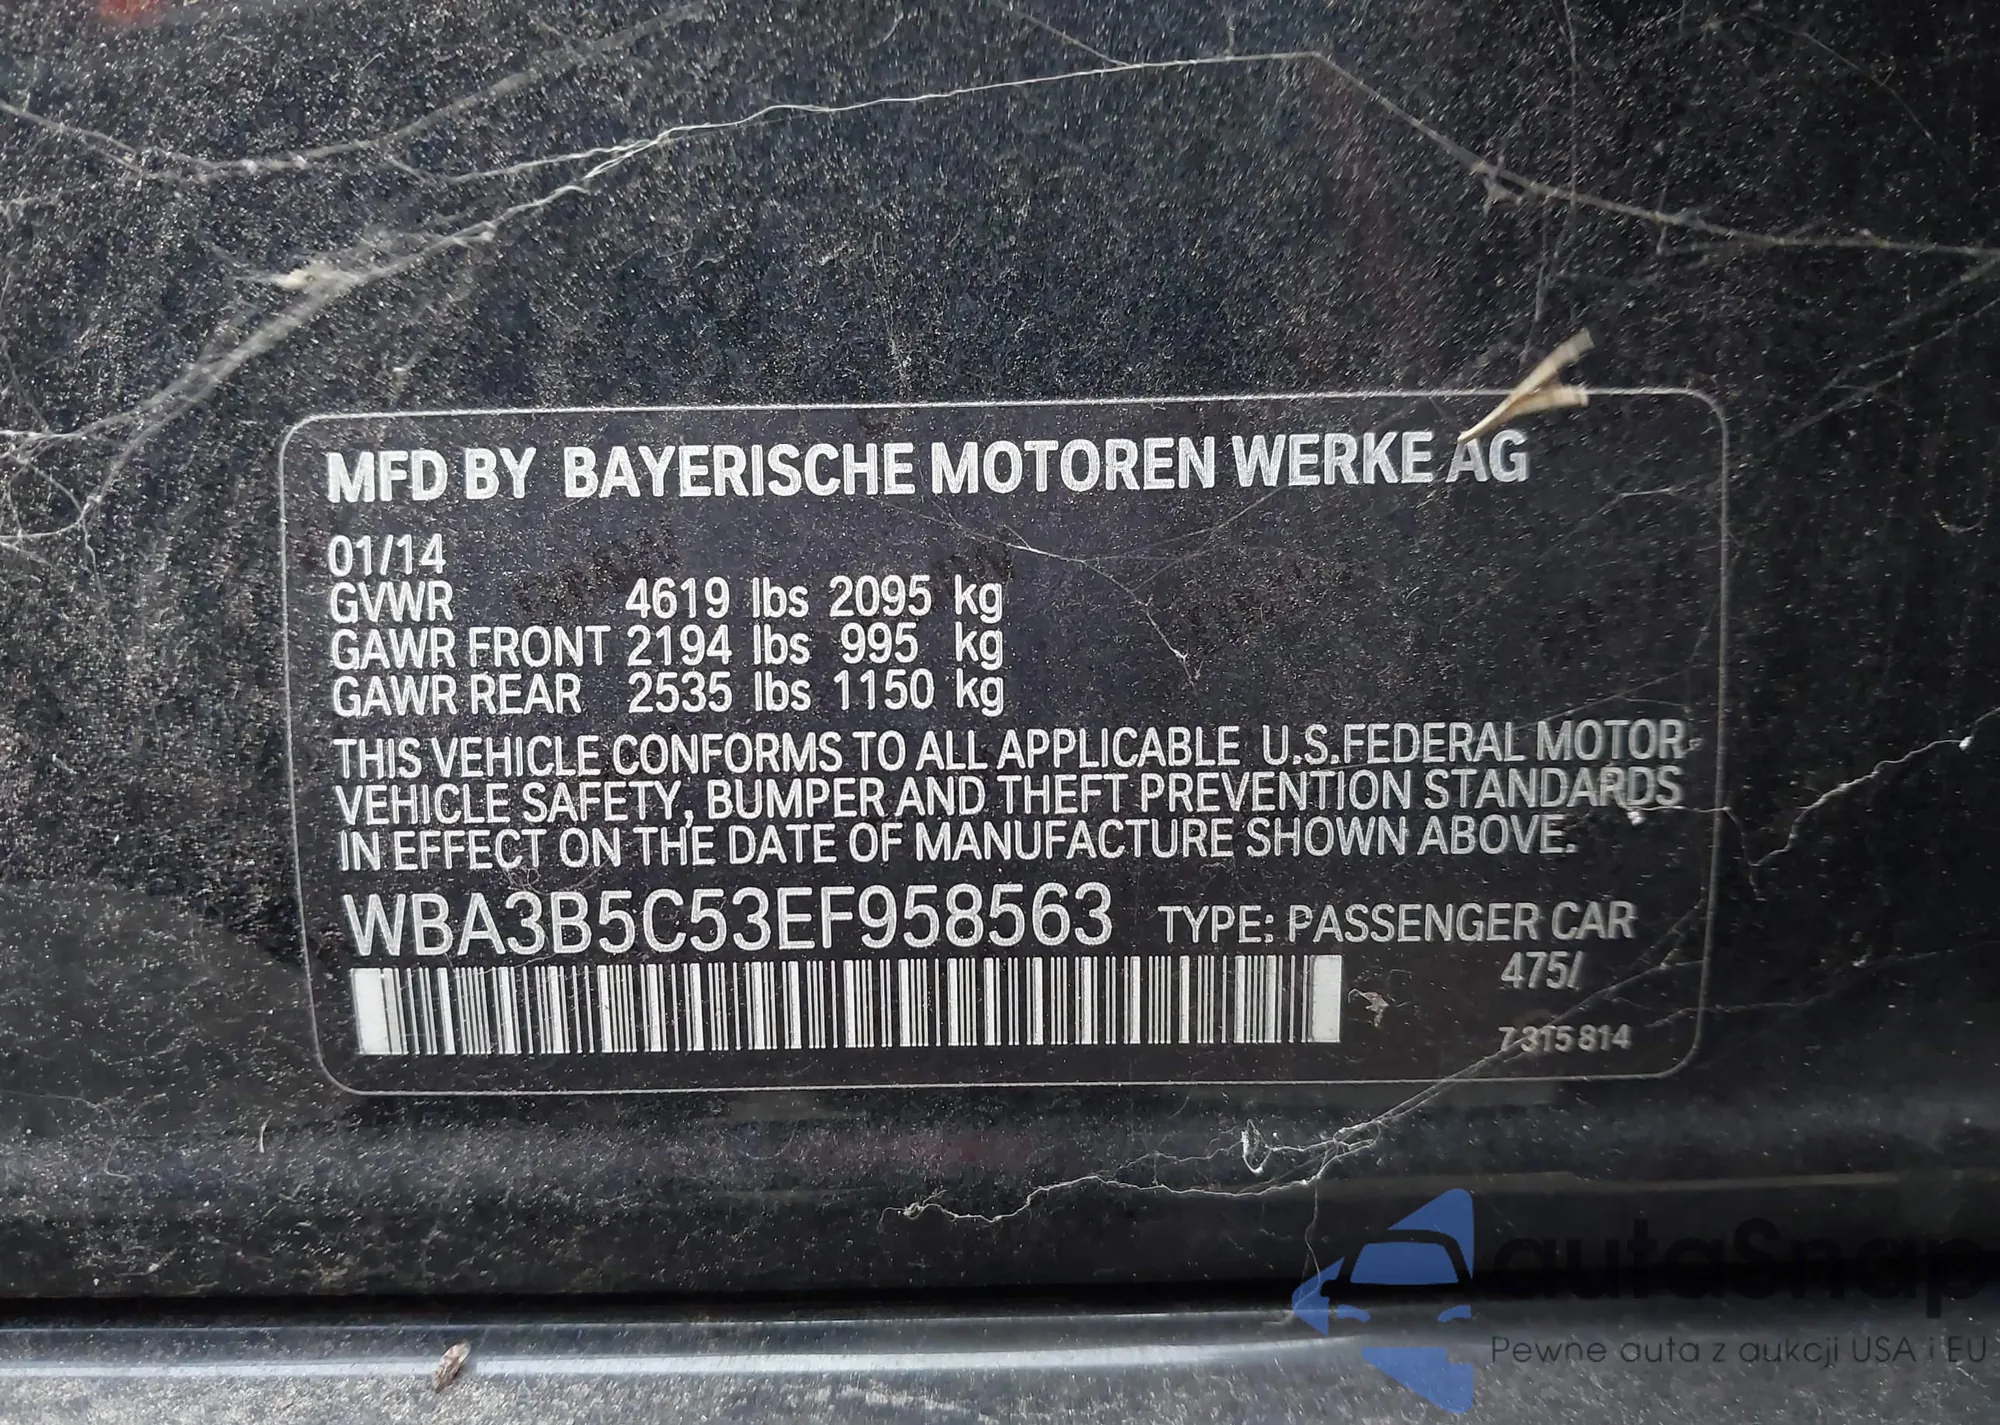 MFD BY BAYERISCHE MOTOREN WERKE AG
01/14
GVWR 4619 lbs 2095 kg
GAWR FRONT 2194 lbs 995 kg
GAWR REAR 2535 lbs 1150 kg
THIS VEHICLE CONFORMS TO ALL APPLICABLE U.S.FEDERAL MOTOR
VEHICLE SAFETY, BUMPER AND THEFT PREVENTION STANDARDS
IN EFFECT ON THE DATE OF MANUFACTURE SHOWN ABOVE.
WBA3B5C53EF958563 TYPE: PASSENGER CAR
475/
7 315 814
autaSnap
Pewne auta z aukcji USA i EU